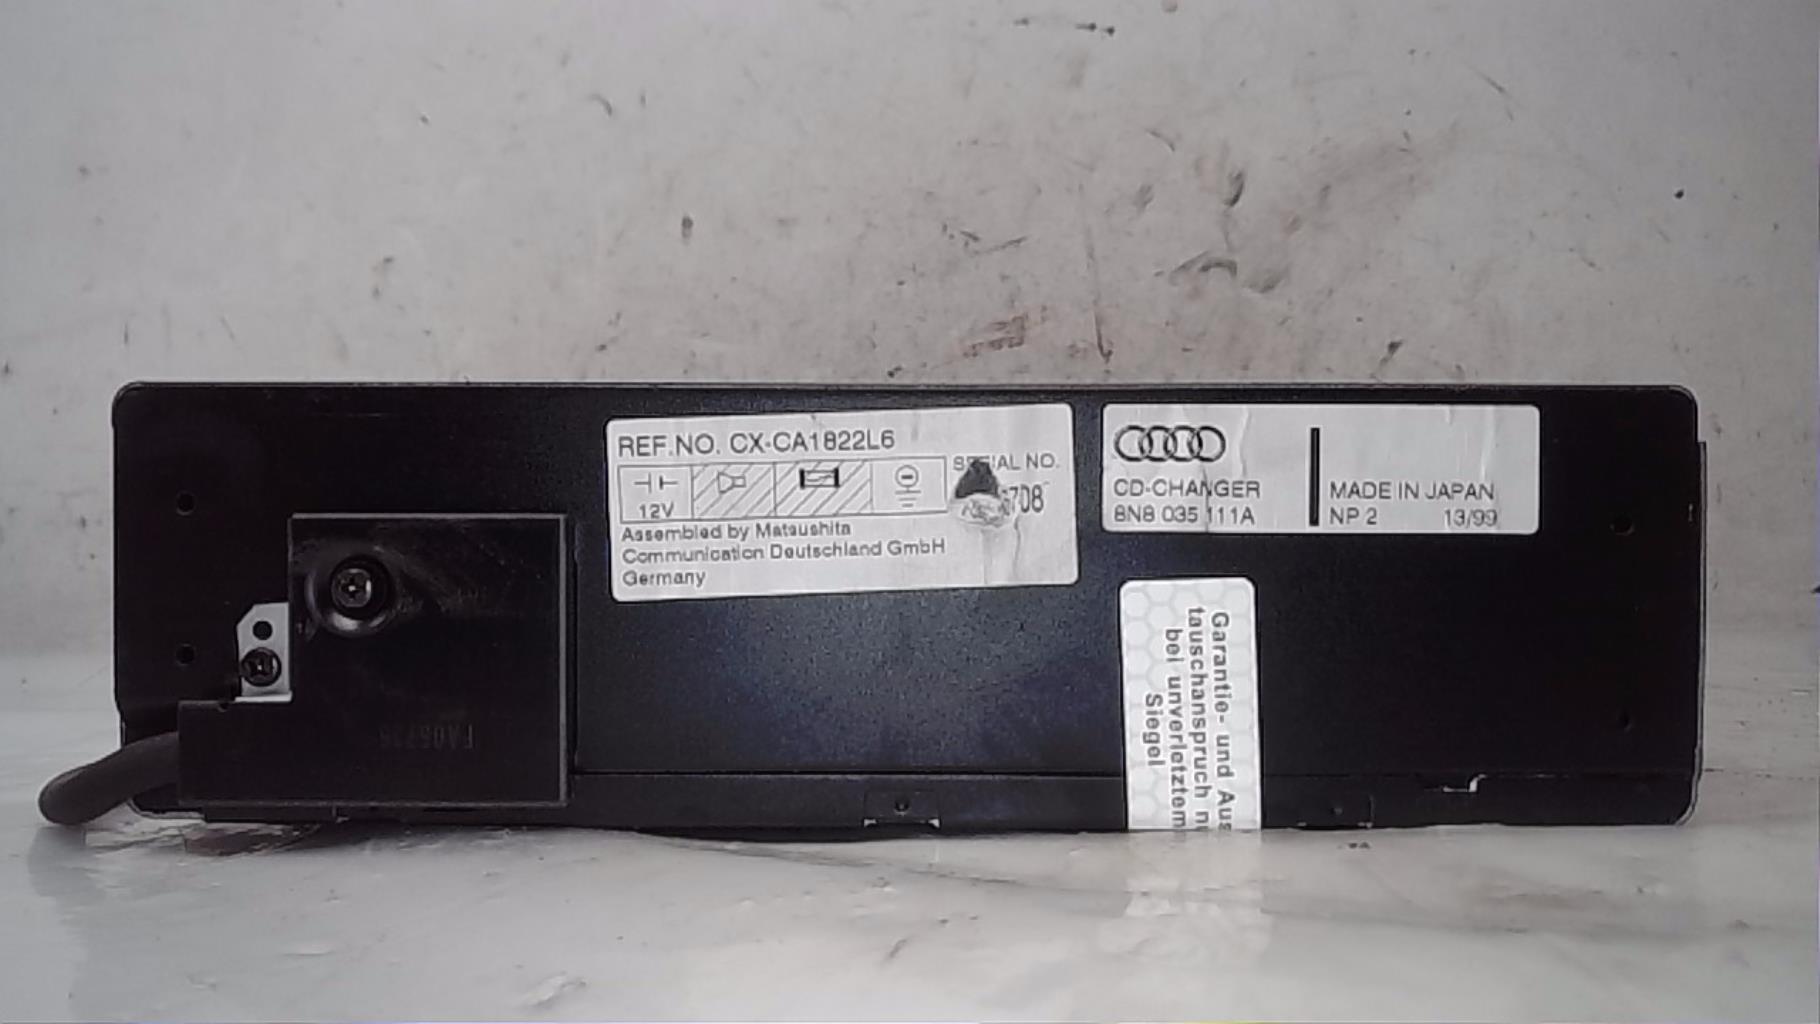 REF.NO. CX-CA1822L6
12V
NO.
Assembled by Matsushita
Communication Deutschland GmbH
Germany
CD-CHANGER
8N8 035 111A
MADE IN JAPAN
NP 2 13/99
Garantie- und Aus
tauschanspruch
bei unverletztem
Siegel